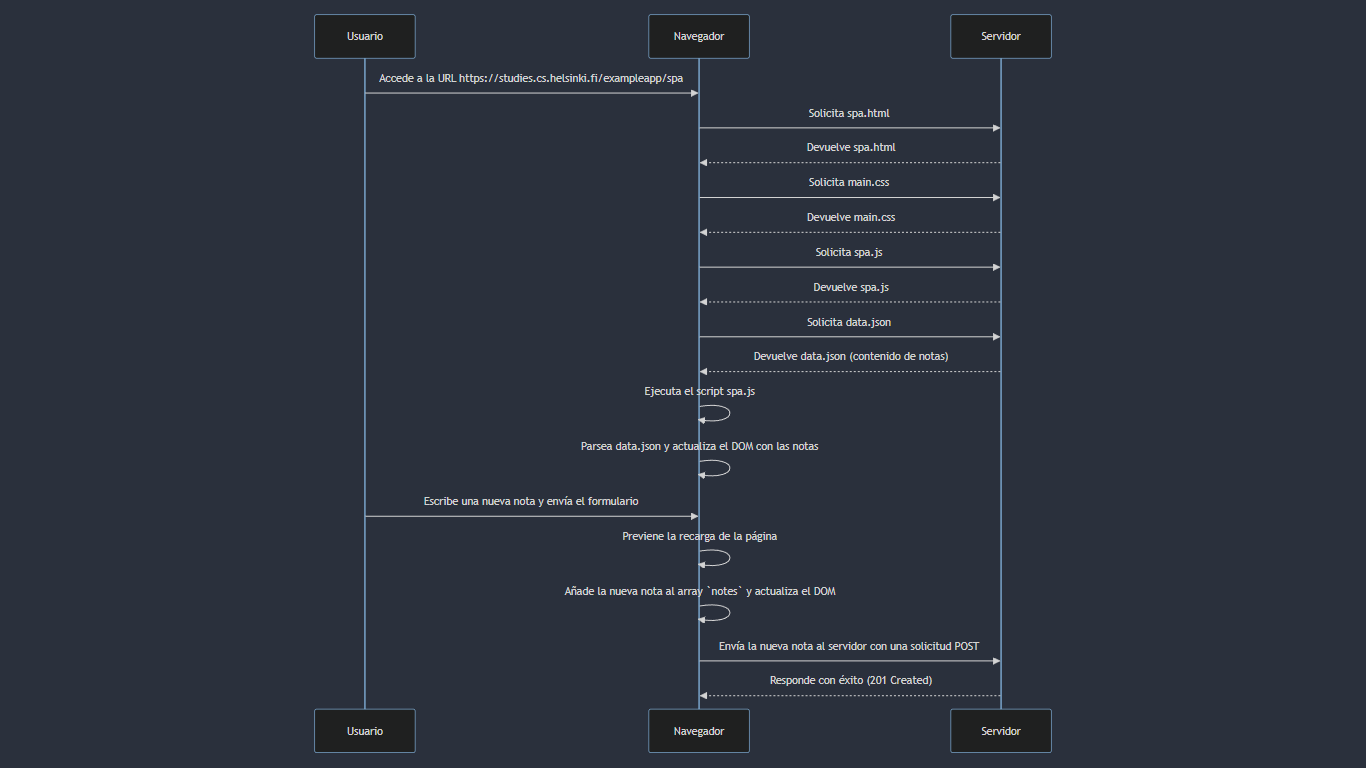 Usuario
Navegador
Servidor
Accede a la URL https://studies.cs.helsinki.fi/exampleapp/spa
Solicita spa.html
Devuelve spa.html
Solicita main.css
Devuelve main.css
Solicita spa.js
Devuelve spa.js
Solicita data.json
Devuelve data.json (contenido de notas)
Ejecuta el script spa.js
Parsea data.json y actualiza el DOM con las notas
Escribe una nueva nota y envía el formulario
Previene la recarga de la página
Añade la nueva nota al array `notes` y actualiza el DOM
Envía la nueva nota al servidor con una solicitud POST
Responde con éxito (201 Created)
Usuario
Navegador
Servidor